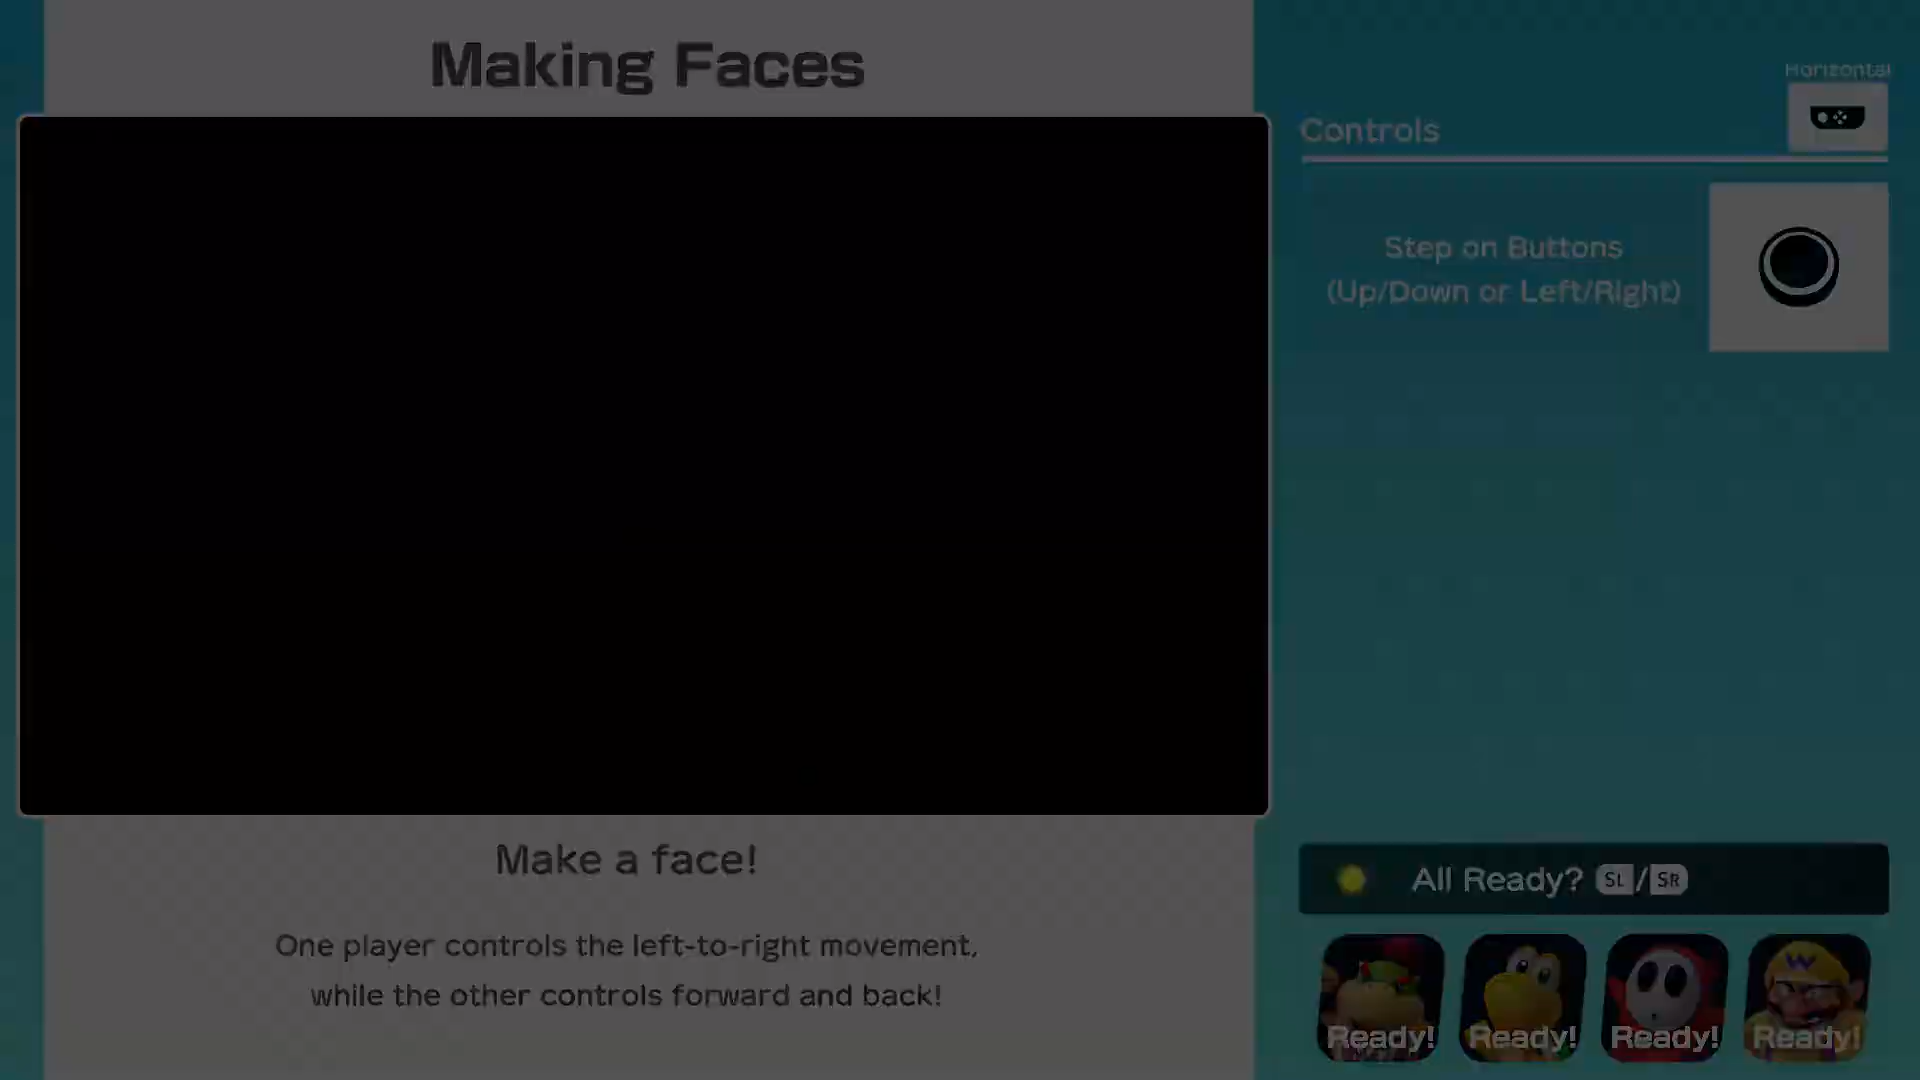 Making Faces
Horizontal
Controls
Step on Buttons
(Up/Down or Left/Right)
Make a face!
One player controls the left-to-right movement,
while the other controls forward and back!
All Ready? SL/SR
Ready! Ready! Ready! Ready!